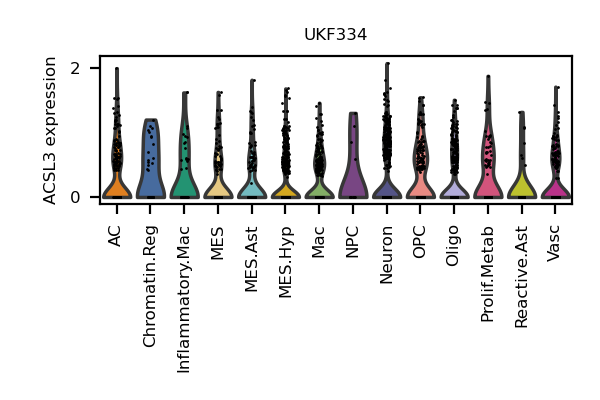 UKF334
ACSL3 expression
2
0
AC
Chromatin.Reg
Inflammatory.Mac
MES
MES.Ast
MES.Hyp
Mac
NPC
Neuron
OPC
Oligo
Prolif.Metab
Reactive.Ast
Vasc